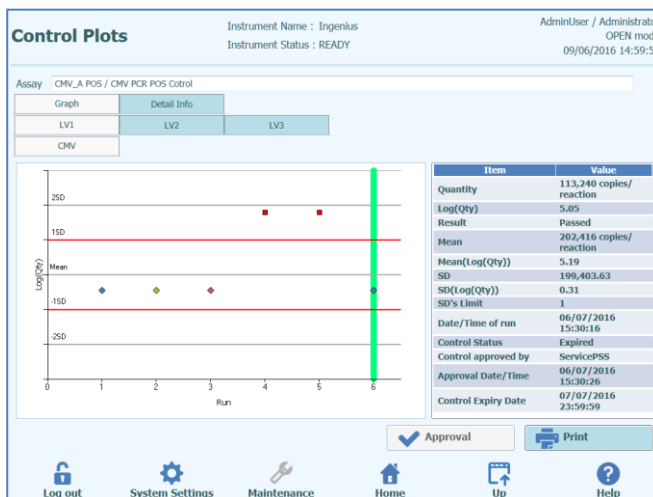 Control Plots
Instrument Name : Ingenius
Instrument Status : READY
AdminUser / Administrato
OPEN mod
09/06/2016 14:59:5
Assay CMV_A POS / CMV PCR POS Cotrol
Graph Detail Info
LV1 LV2 LV3
CMV
Log(Qty)
2SD
1SD
Mean
-1SD
-2SD
0 1 2 3 4 5 6
Run
Item Value
Quantity 113,240 copies/
reaction
Log(Qty) 5.05
Result Passed
Mean 202,416 copies/
reaction
Mean(Log(Qty)) 5.19
SD 199,403.63
SD(Log(Qty)) 0.31
SD's Limit 1
Date/Time of run 06/07/2016
15:30:16
Control Status Expired
Control approved by ServicePSS
Approval Date/Time 06/07/2016
15:30:26
Control Expiry Date 07/07/2016
23:59:59
Approval Print
Log out System Settings Maintenance Home Up Help